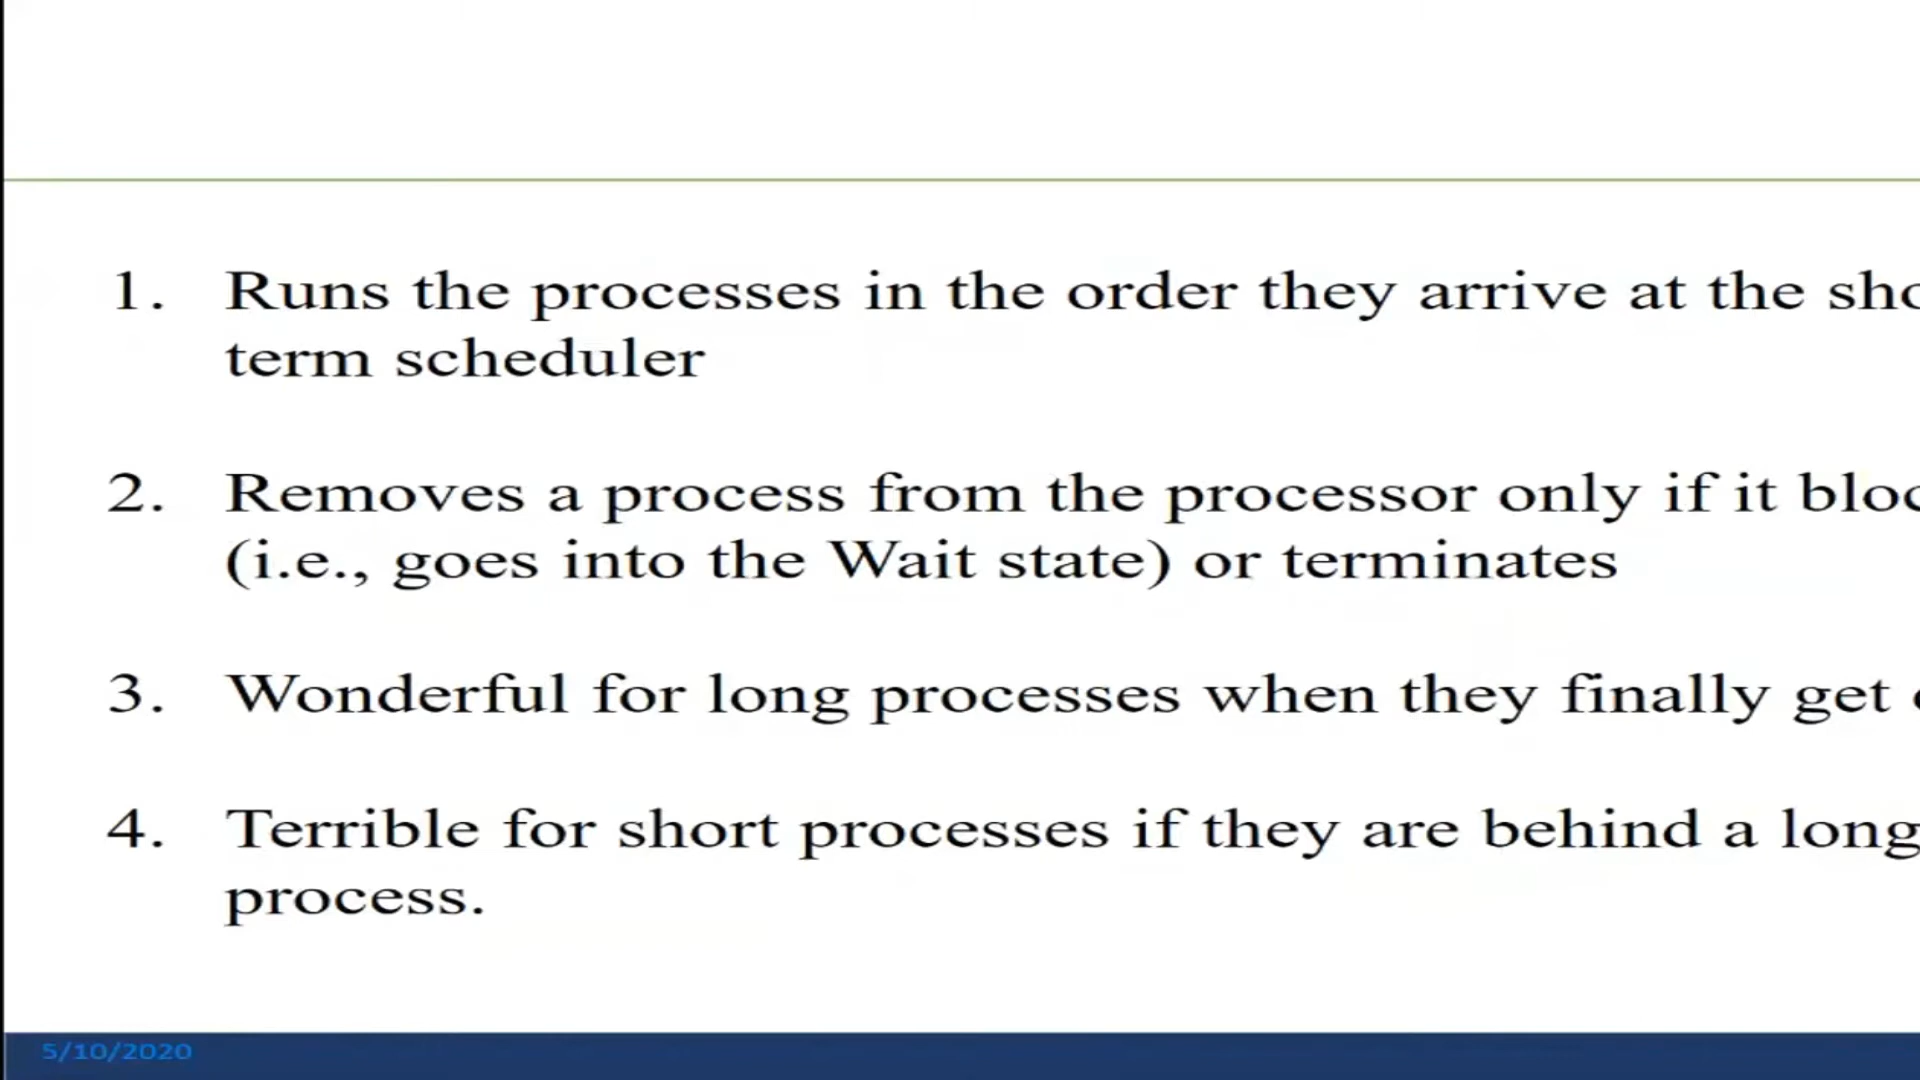 1. Runs the processes in the order they arrive at the
term scheduler
2. Removes a process from the processor only if it
(i.e., goes into the Wait state) or terminates
3. Wonderful for long processes when they finally get
4. Terrible for short processes if they are behind a long
process.
5/10/2020